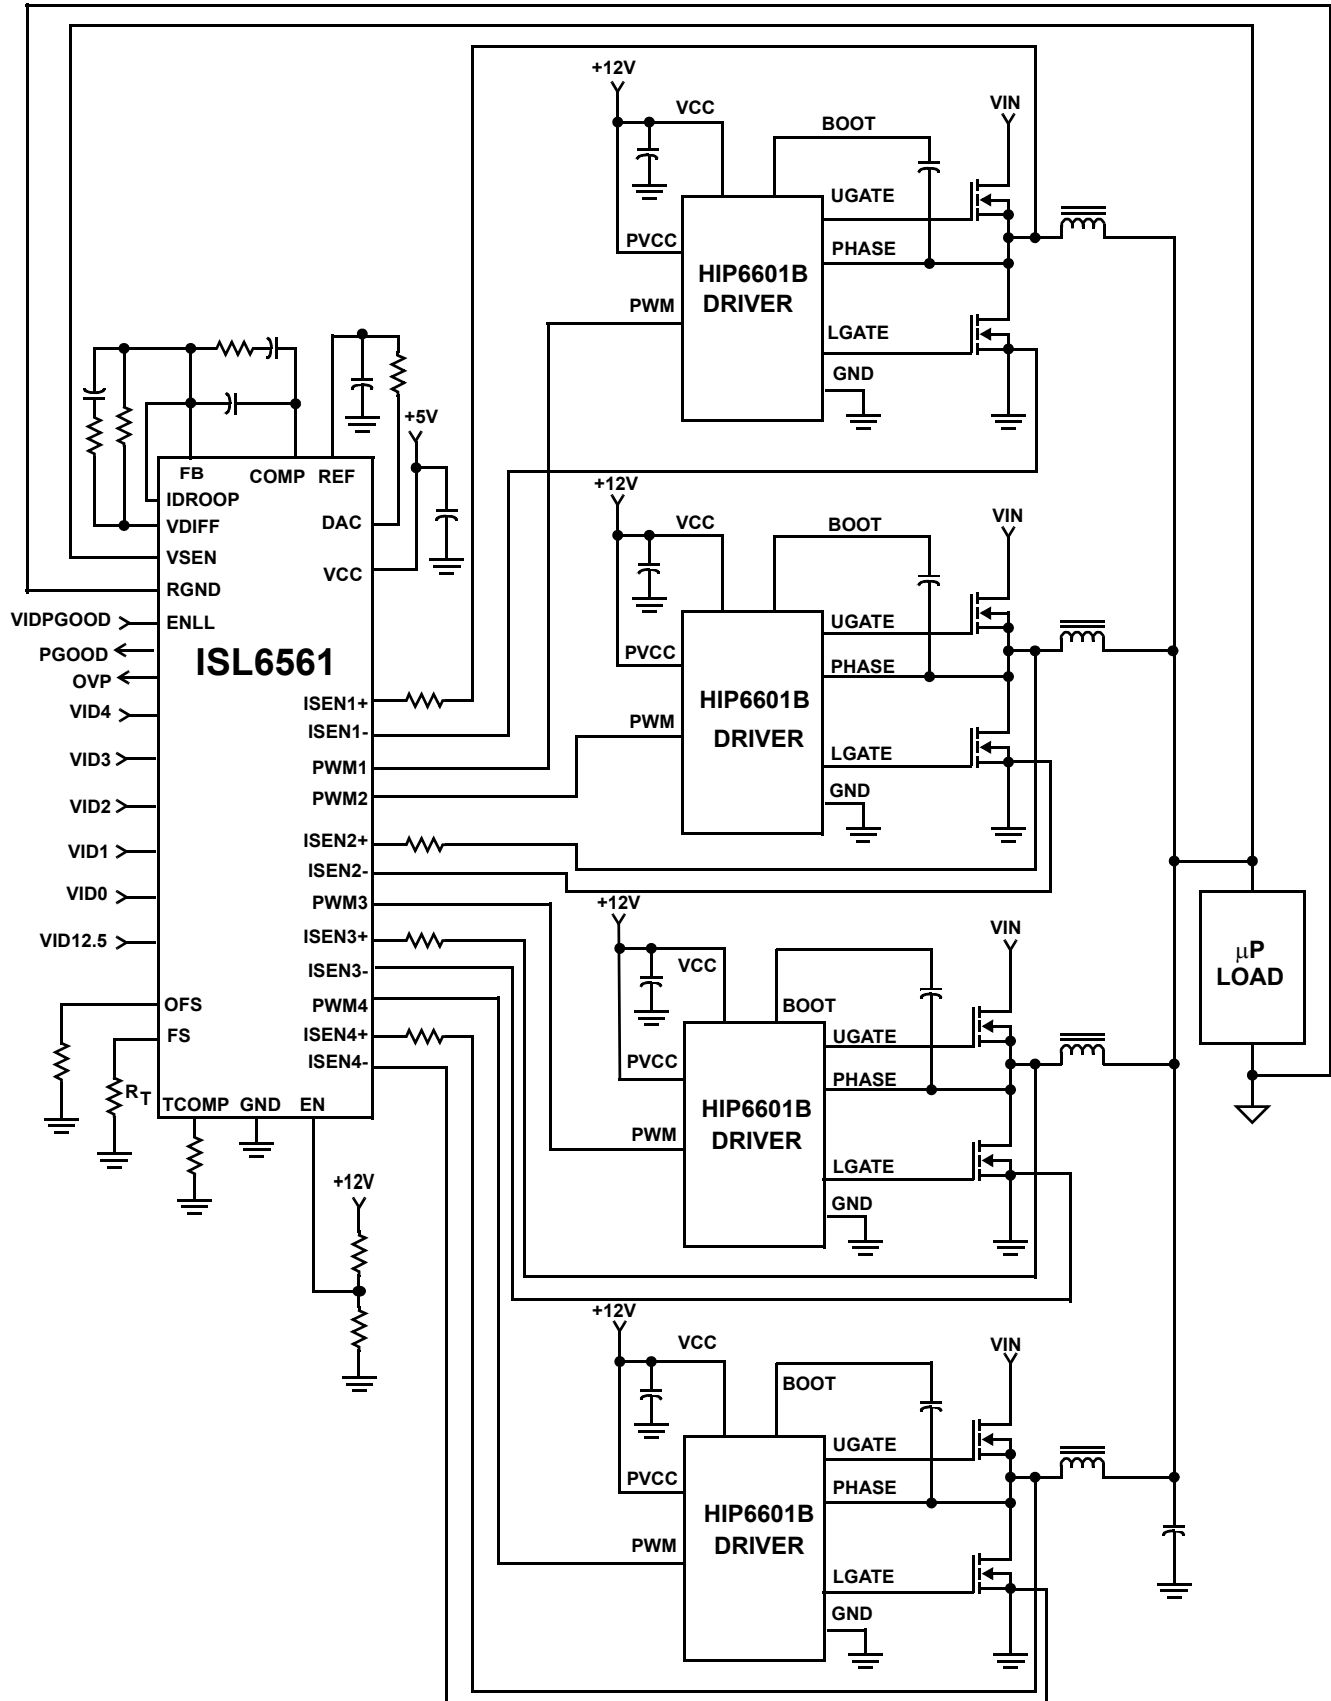 +12V
VCC
BOOT
VIN
UGATE
PVCC
PHASE
HIP6601B
DRIVER
PWM
LGATE
GND
+5V
FB
COMP
REF
IDROOP
VDIFF
DAC
VSEN
VCC
RGND
VIDPGOOD
ENLL
PGOOD
OVP
ISL6561
VID4
ISEN1+
ISEN1-
VID3
PWM1
VID2
PWM2
VID1
ISEN2+
ISEN2-
VID0
PWM3
VID12.5
ISEN3+
ISEN3-
OFS
PWM4
FS
ISEN4+
ISEN4-
RT
TCOMP
GND
EN
+12V
+12V
VCC
BOOT
VIN
UGATE
PVCC
PHASE
HIP6601B
DRIVER
PWM
LGATE
GND
+12V
VCC
BOOT
VIN
UGATE
PVCC
PHASE
HIP6601B
DRIVER
PWM
LGATE
GND
μP
LOAD
+12V
VCC
BOOT
VIN
UGATE
PVCC
PHASE
HIP6601B
DRIVER
PWM
LGATE
GND